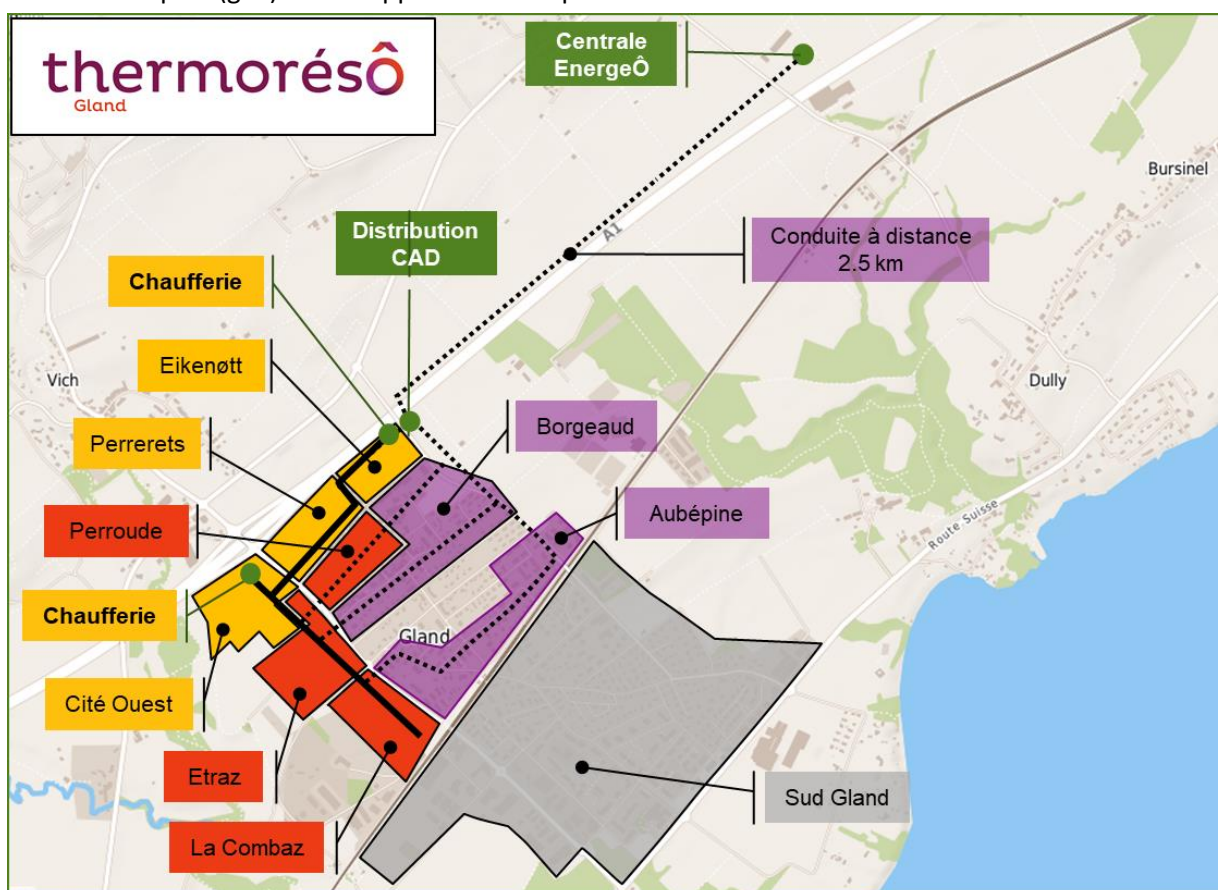 thermorésÔ
Gland
Centrale
EnergeÔ
Bursinel
Distribution
CAD
A1
Conduite à distance
2.5 km
Chaufferie
Eikenøtt
Vich
Dully
Perrerets
Borgeaud
Perroude
Aubépine
Route Suisse
Chaufferie
Gland
Cité Ouest
Etraz
Sud Gland
La Combaz